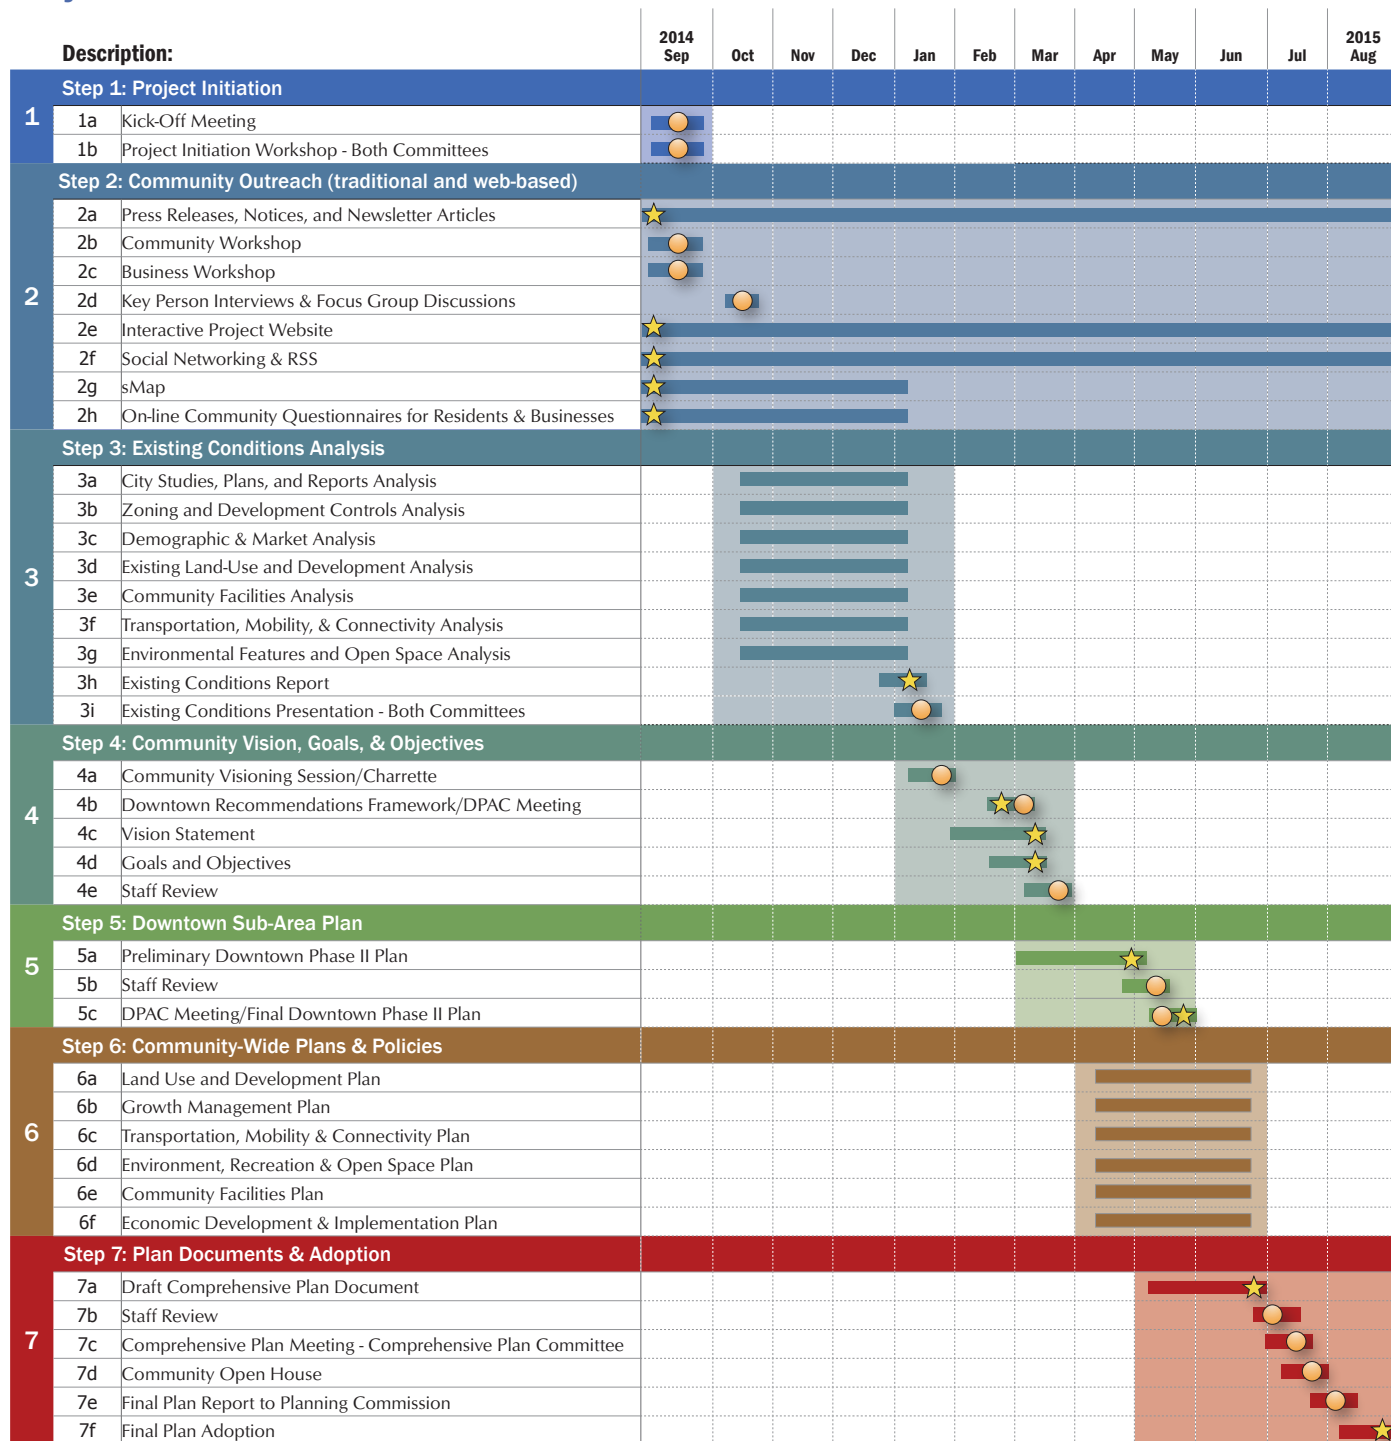 2014 2015
Description: Sep Oct Nov Dec Jan Feb Mar Apr May Jun Jul Aug
1
Step 1: Project Initiation
1a Kick-Off Meeting
1b Project Initiation Workshop - Both Committees
2
Step 2: Community Outreach (traditional and web-based)
2a Press Releases, Notices, and Newsletter Articles
2b Community Workshop
2c Business Workshop
2d Key Person Interviews & Focus Group Discussions
2e Interactive Project Website
2f Social Networking & RSS
2g sMap
2h On-line Community Questionnaires for Residents & Businesses
3
Step 3: Existing Conditions Analysis
3a City Studies, Plans, and Reports Analysis
3b Zoning and Development Controls Analysis
3c Demographic & Market Analysis
3d Existing Land-Use and Development Analysis
3e Community Facilities Analysis
3f Transportation, Mobility, & Connectivity Analysis
3g Environmental Features and Open Space Analysis
3h Existing Conditions Report
3i Existing Conditions Presentation - Both Committees
4
Step 4: Community Vision, Goals, & Objectives
4a Community Visioning Session/Charrette
4b Downtown Recommendations Framework/DPAC Meeting
4c Vision Statement
4d Goals and Objectives
4e Staff Review
5
Step 5: Downtown Sub-Area Plan
5a Preliminary Downtown Phase II Plan
5b Staff Review
5c DPAC Meeting/Final Downtown Phase II Plan
6
Step 6: Community-Wide Plans & Policies
6a Land Use and Development Plan
6b Growth Management Plan
6c Transportation, Mobility & Connectivity Plan
6d Environment, Recreation & Open Space Plan
6e Community Facilities Plan
6f Economic Development & Implementation Plan
7
Step 7: Plan Documents & Adoption
7a Draft Comprehensive Plan Document
7b Staff Review
7c Comprehensive Plan Meeting - Comprehensive Plan Committee
7d Community Open House
7e Final Plan Report to Planning Commission
7f Final Plan Adoption